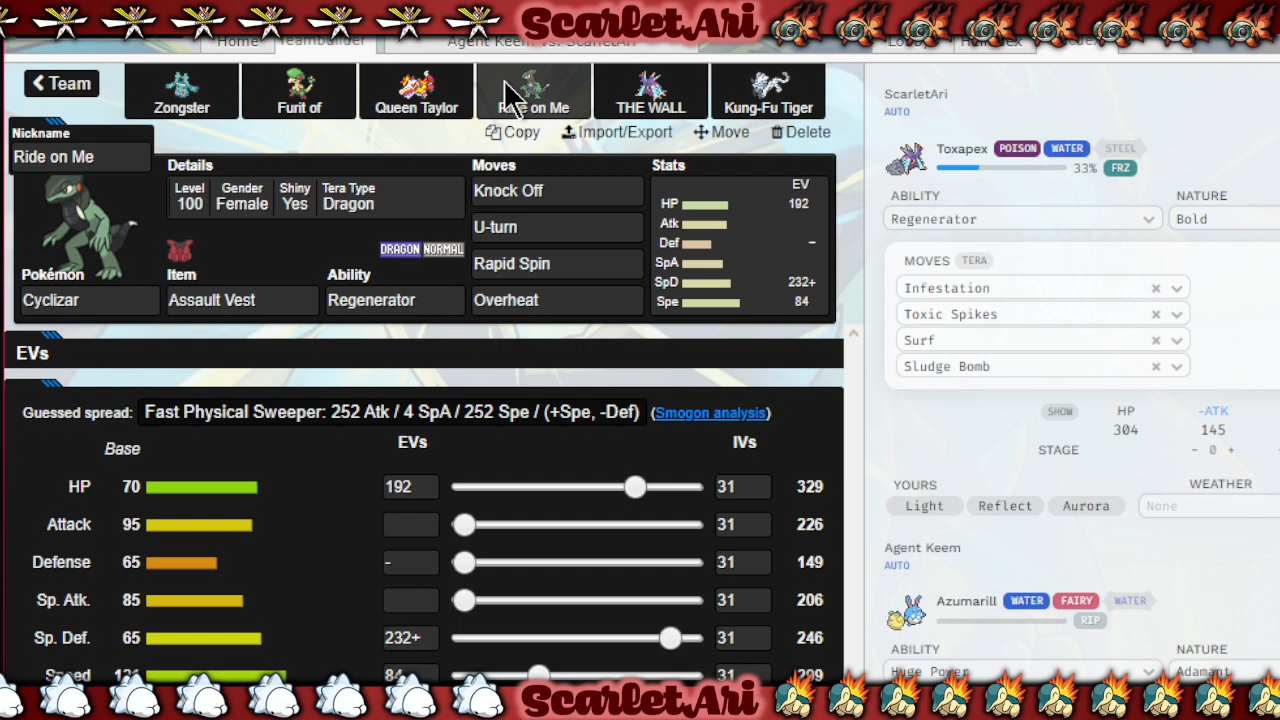 ScarletAri
Home Teambuilder Agent Keem vs. ScarletAri
Team
Zongster Furit of Queen Taylor Ride on Me THE WALL Kung-Fu Tiger
Copy Import/Export Move Delete
Nickname
Ride on Me
Details
Level Gender Shiny Tera Type
100 Female Yes Dragon
DRAGON NORMAL
Pokémon Item Ability
Cyclizar Assault Vest Regenerator
Moves
Knock Off
U-turn
Rapid Spin
Overheat
Stats
EV
HP 192
Atk
Def –
SpA
SpD 232+
Spe 84
EVs
Guessed spread: Fast Physical Sweeper: 252 Atk / 4 SpA / 252 Spe / (+Spe, -Def) (Smogon analysis)
Base EVs IVs
HP 70 192 31 329
Attack 95 31 226
Defense 65 - 31 149
Sp. Atk. 85 31 206
Sp. Def. 65 232+ 31 246
Speed 84 31
ScarletAri
AUTO
Toxapex POISON WATER STEEL
33% FRZ
ABILITY NATURE
Regenerator Bold
MOVES TERA
Infestation
Toxic Spikes
Surf
Sludge Bomb
SHOW HP -ATK
304 145
STAGE - 0 +
YOURS WEATHER
Light Reflect Aurora None
Agent Keem
AUTO
Azumarill WATER FAIRY WATER
RIP
ABILITY NATURE
Huge Power Adamant
ScarletAri